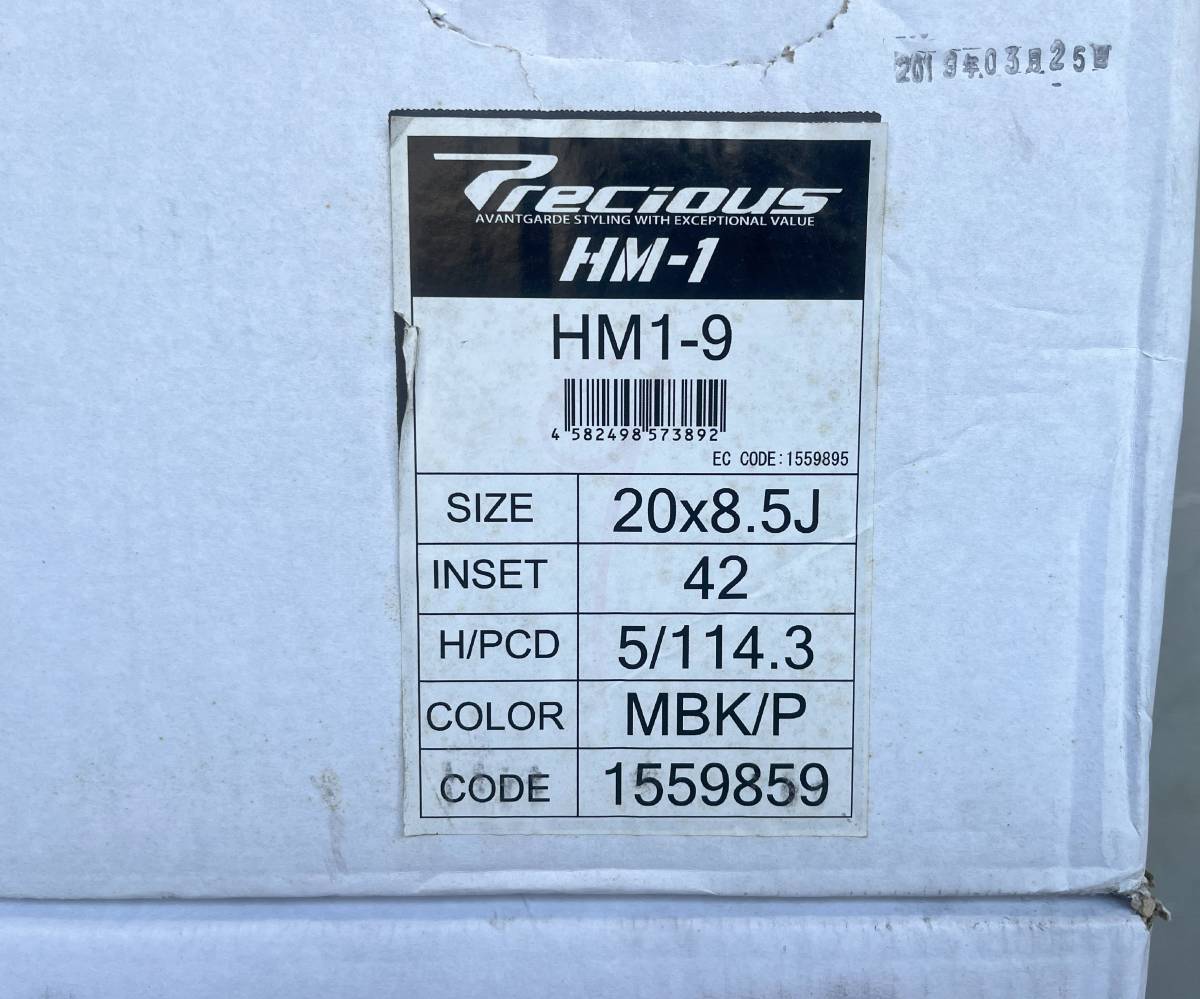 2019年03月25日
Precious
AVANTGARDE STYLING WITH EXCEPTIONAL VALUE
HM-1
HM1-9
4 582498 573892
EC CODE:1559895
SIZE 20x8.5J
INSET 42
H/PCD 5/114.3
COLOR MBK/P
CODE 1559859